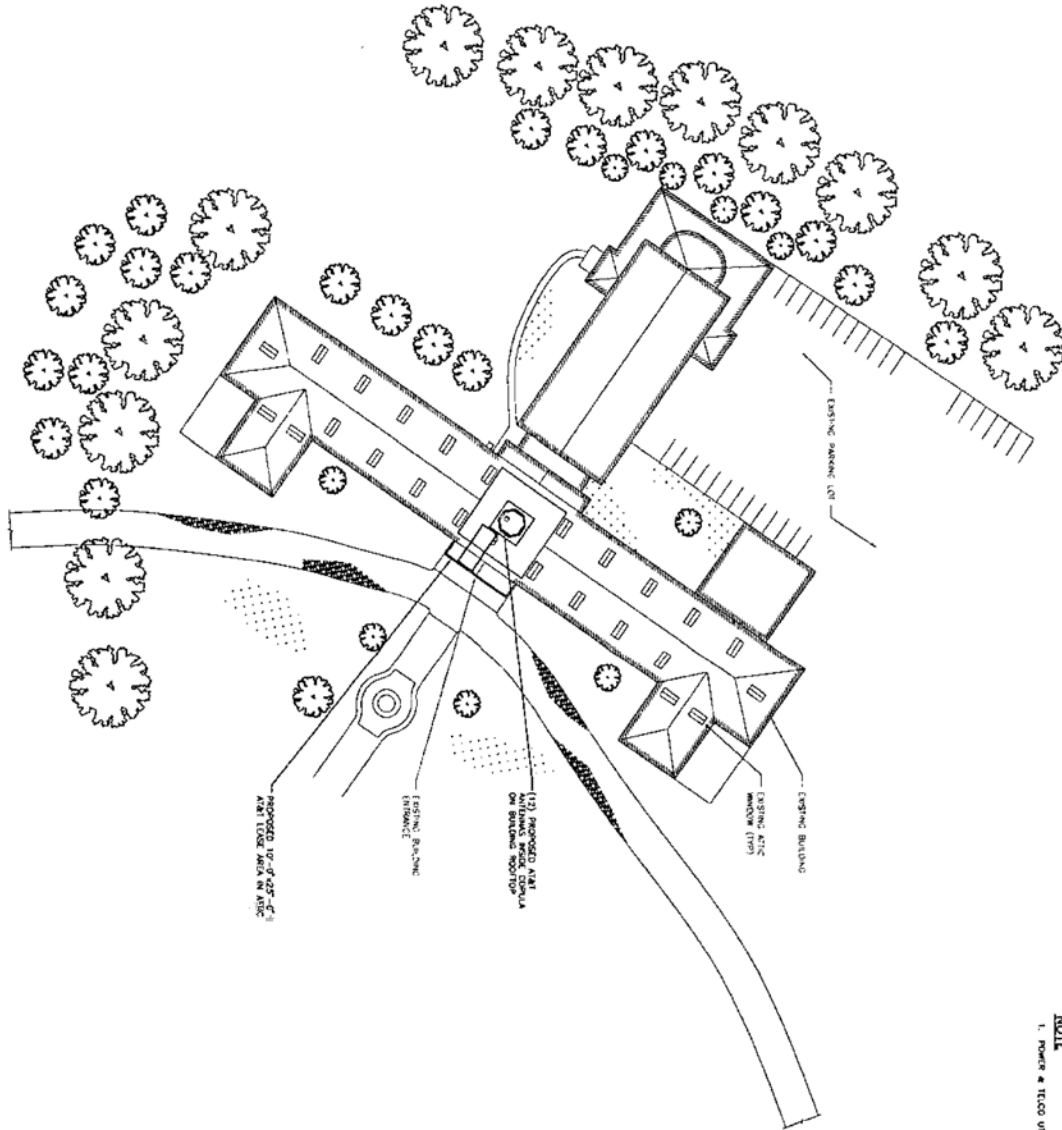 NOTE
1. POWER & TELCO
EXISTING PARKING LOT
EXISTING BUILDING
EXISTING ATTIC
WINDOW (TYP)
(12) PROPOSED AT&T
ANTENNAS INSIDE CUPULA
ON BUILDING ROOFTOP
EXISTING BUILDING
ENTRANCE
PROPOSED 10'-0"x25'-0"
AT&T LEASE AREA IN ATTIC